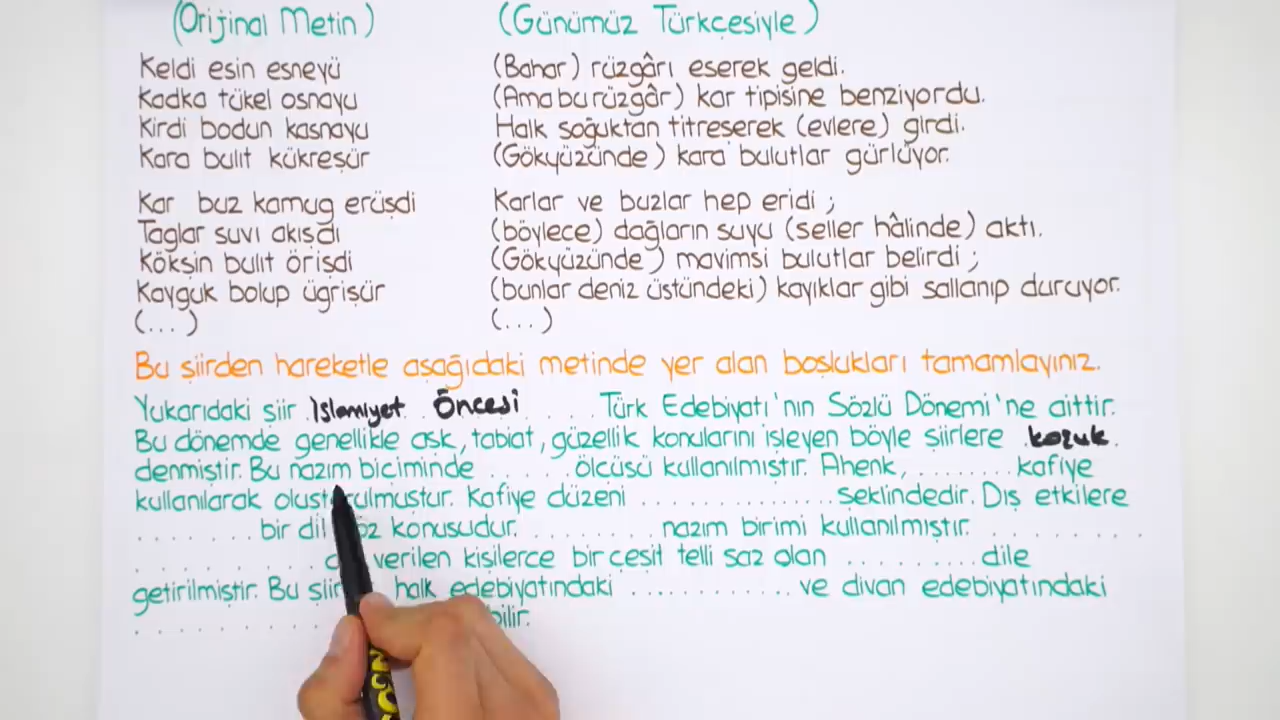 (Orijinal Metin)
(Günümüz Türkçesiyle)
Keldi esin esneyü
Kadka tükel osnayu
Kirdi bodun kasnayu
Kara bulıt kükreşür
(Bahar) rüzgârı eserek geldi.
(Ama bu rüzgâr) kar tipisine benziyordu.
Halk soğuktan titreşerek (evlere) girdi.
(Gökyüzünde) kara bulutlar gürlüyor.
Kar buz kamug erüşdi
Taglar suvı akışdı
Kökşin bulıt örişdi
Kayguk bolup ügrişür
(...)
Karlar ve buzlar hep eridi;
(böylece) dağların suyu (seller hâlinde) aktı.
(Gökyüzünde) mavimsi bulutlar belirdi;
(bunlar deniz üstündeki) kayıklar gibi sallanıp duruyor.
(...)
Bu şiirden hareketle aşağıdaki metinde yer alan boşlukları tamamlayınız.
Yukarıdaki şiir İslamiyet Öncesi .... Türk Edebiyatı'nın Sözlü Dönemi'ne aittir.
Bu dönemde genellikle aşk, tabiat, güzellik konularını işleyen böyle şiirlere koşuk.
denmiştir. Bu nazım biçiminde ..... ölçüsü kullanılmıştır. Ahenk, ........ kafiye
kullanılarak oluşturulmuştur. Kafiye düzeni .............. şeklindedir. Dış etkilere
........ bir dil söz konusudur. ......... nazım birimi kullanılmıştır. ........
............ verilen kişilerce bir çeşit telli saz olan .......... dile
getirilmiştir. Bu şiir halk edebiyatındaki ............ ve divan edebiyatındaki
............ bilir.